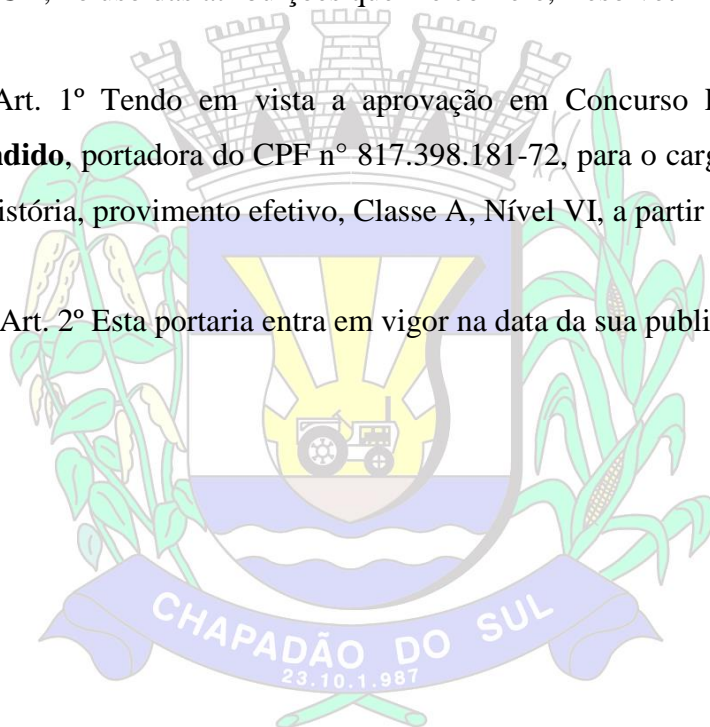 Art. 1º Tendo em vista a aprovação em Concurso
ndido, portadora do CPF n° 817.398.181-72, para o carg
istória, provimento efetivo, Classe A, Nível VI, a partir
Art. 2º Esta portaria entra em vigor na data da sua publi
CHAPADÃO DO SUL
23.10.1.987